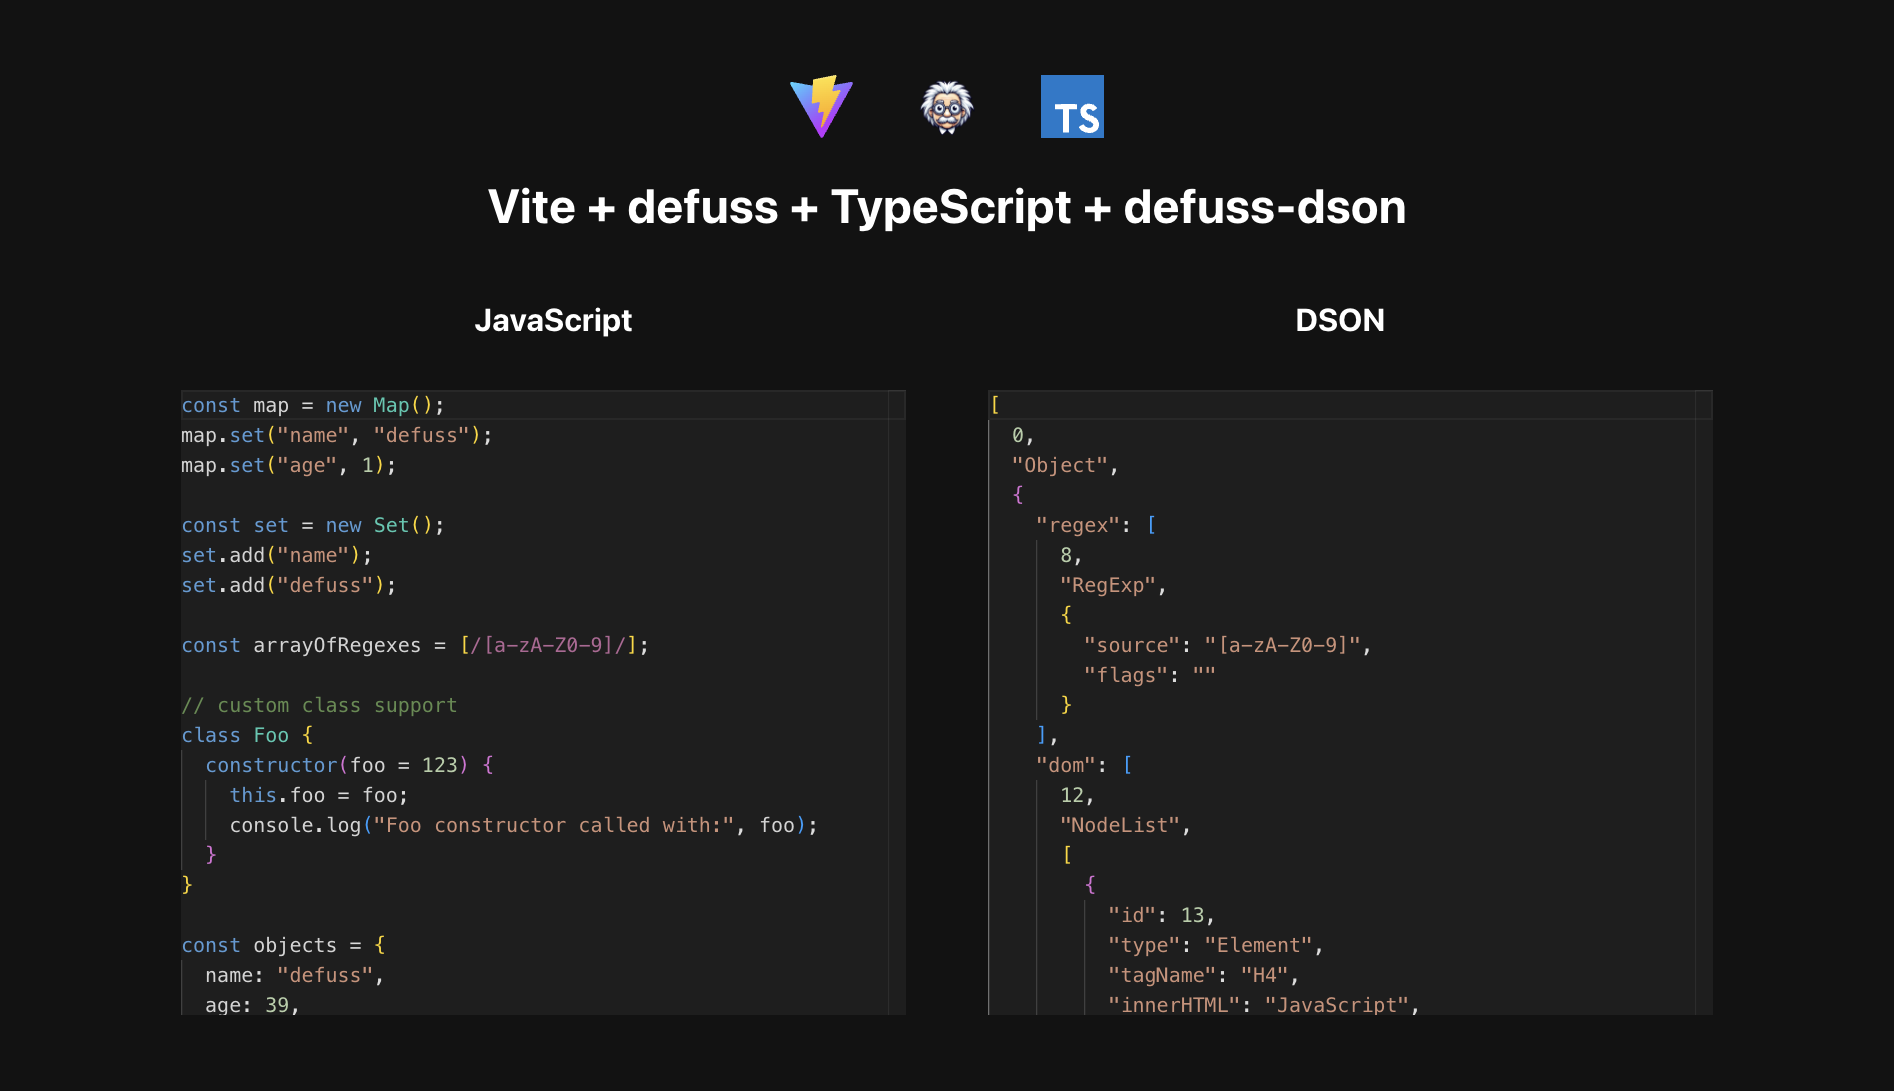 TS
Vite + defuss + TypeScript + defuss-dson
JavaScript
const map = new Map();
map.set("name", "defuss");
map.set("age", 1);
const set = new Set();
set.add("name");
set.add("defuss");
const arrayOfRegexes = [/[a-zA-Z0-9]/];
// custom class support
class Foo {
  constructor(foo = 123) {
    this.foo = foo;
    console.log("Foo constructor called with:", foo);
  }
}
const objects = {
  name: "defuss",
  age: 39,
DSON
[
  0,
  "Object",
  {
    "regex": [
      8,
      "RegExp",
      {
        "source": "[a-zA-Z0-9]",
        "flags": ""
      }
    ],
    "dom": [
      12,
      "NodeList",
      [
        {
          "id": 13,
          "type": "Element",
          "tagName": "H4",
          "innerHTML": "JavaScript",